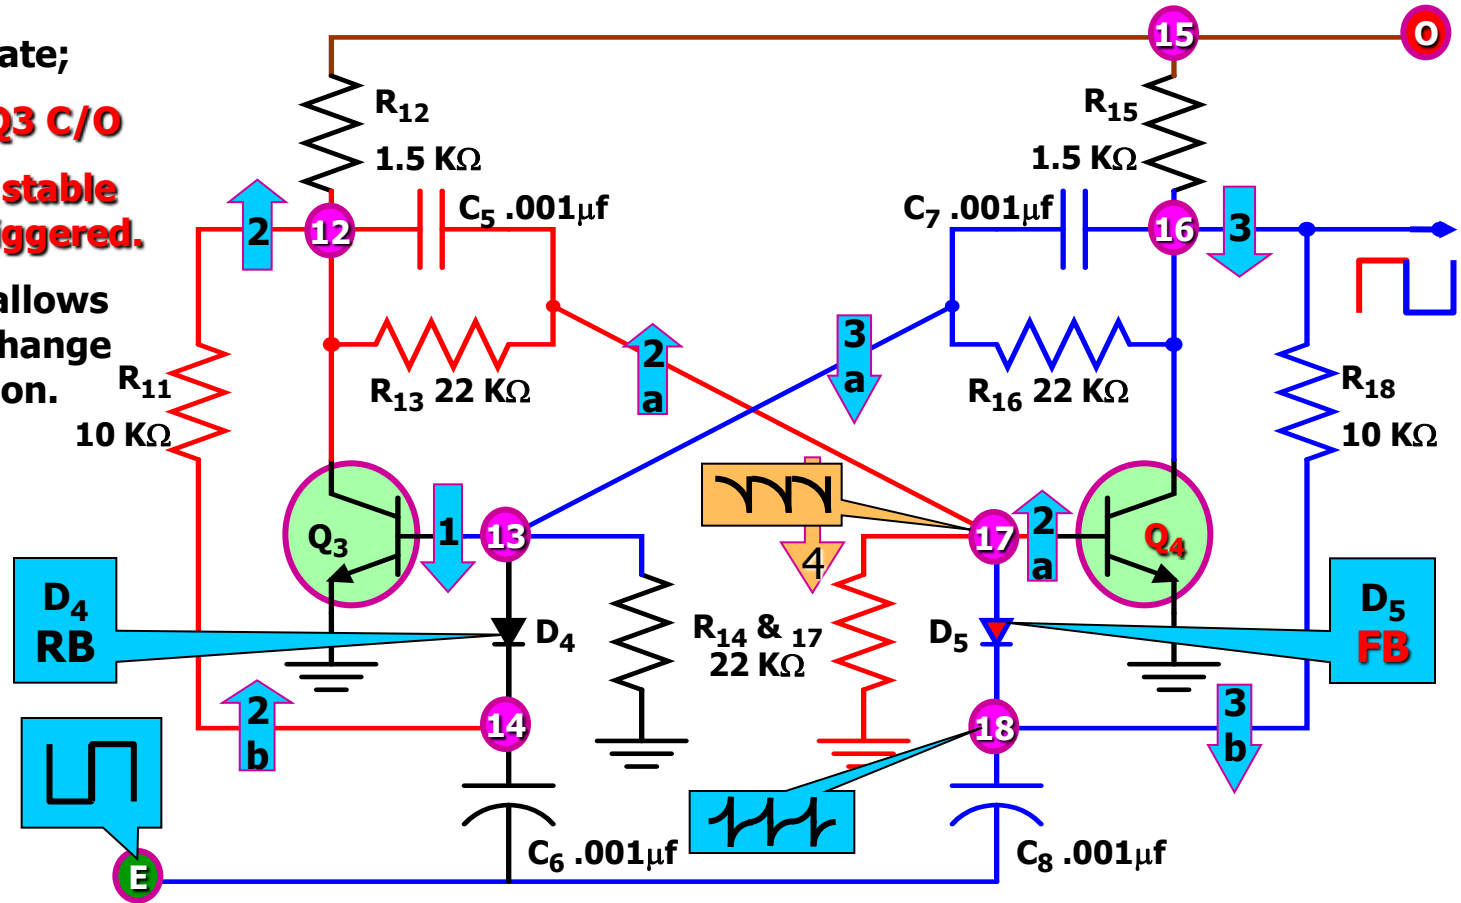 ate;
Q3 C/O
stable
iggered.
allows
hange
on.
15
O
R12
1.5 KΩ
R15
1.5 KΩ
2
12
C5 .001μf
C7 .001μf
16
3
R11
10 KΩ
R13 22 KΩ
2
a
3
a
R16 22 KΩ
R18
10 KΩ
Q3
1
13
17
2
a
Q4
4
D4
RB
D4
R14 & 17
22 KΩ
D5
D5
FB
2
b
14
18
3
b
C6 .001μf
C8 .001μf
E